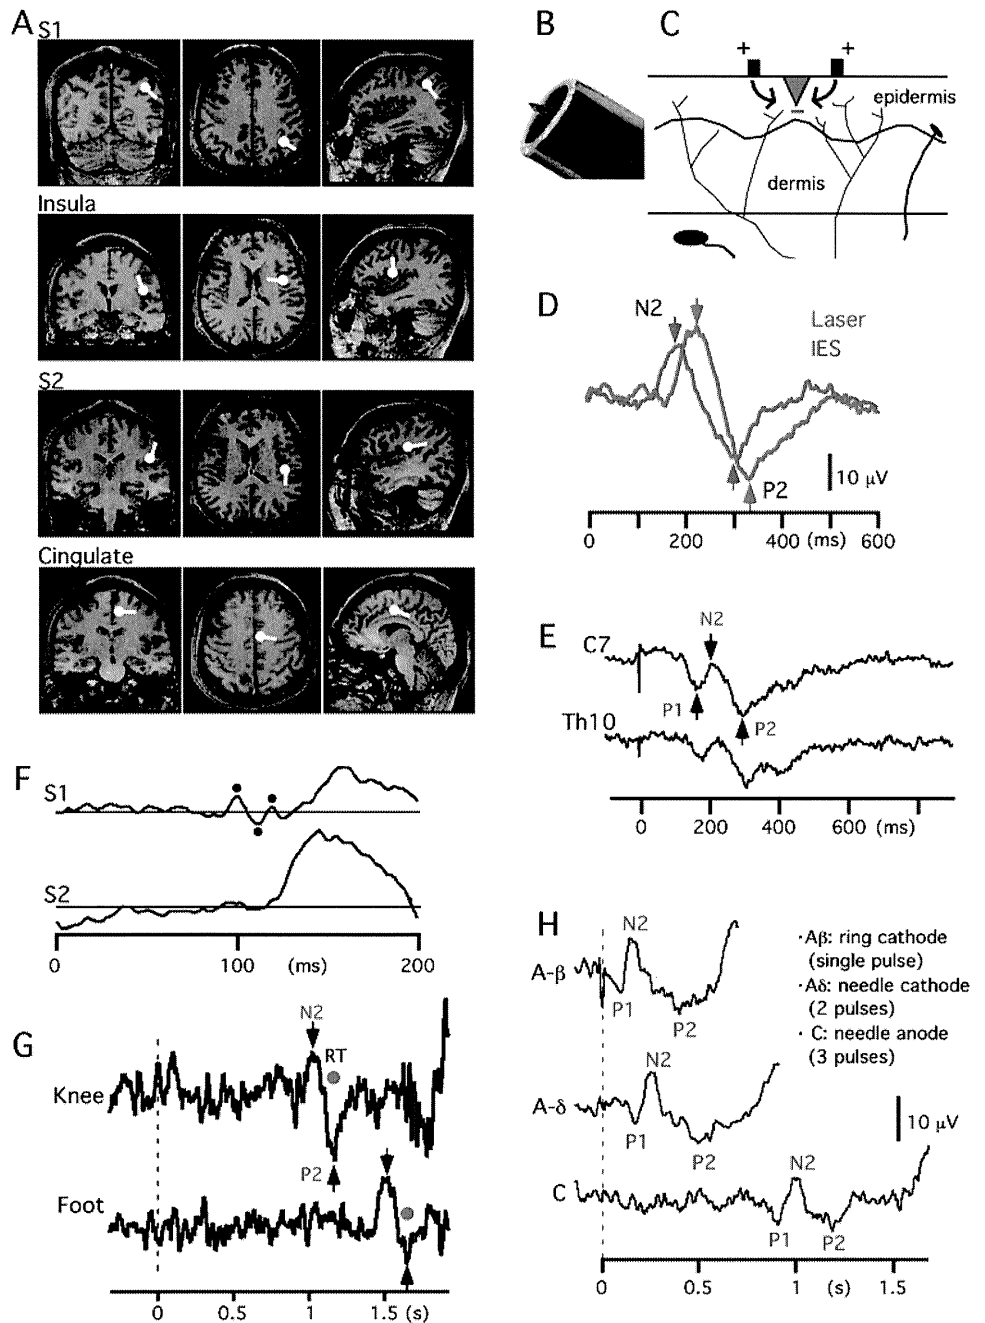 A
S1
Insula
S2
Cingulate
B
C
+
+
epidermis
dermis
D
N2
Laser
IES
P2
10 μV
0
200
400
(ms)
600
E
C7
N2
P1
P2
Th10
0
200
400
600
(ms)
F
S1
S2
0
100
(ms)
200
G
N2
RT
Knee
P2
Foot
0
0.5
1
1.5
(s)
H
N2
A-β
P1
P2
·Aβ: ring cathode
(single pulse)
·Aδ: needle cathode
(2 pulses)
· C: needle anode
(3 pulses)
N2
A-δ
P1
P2
10 μV
N2
C
P1
P2
0
0.5
1
1.5
(s)